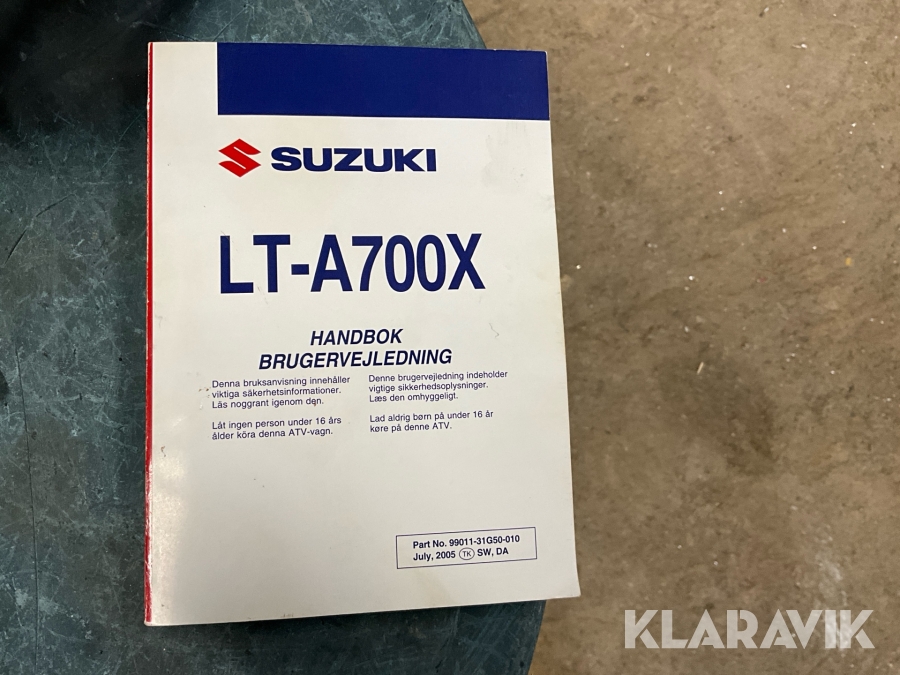 SUZUKI
LT-A700X
HANDBOK
BRUGERVEJLEDNING
Denna bruksanvisning innehåller
viktiga säkerhetsinformationer.
Läs noggrant igenom den.
Låt ingen person under 16 års
ålder köra denna ATV-vagn.
Denne brugervejledning indeholder
vigtige sikkerhedsoplysninger.
Læs den omhyggeligt.
Lad aldrig børn på under 16 år
køre på denne ATV.
Part No. 99011-31G50-010
July, 2005 TK SW, DA
KLARAVIK